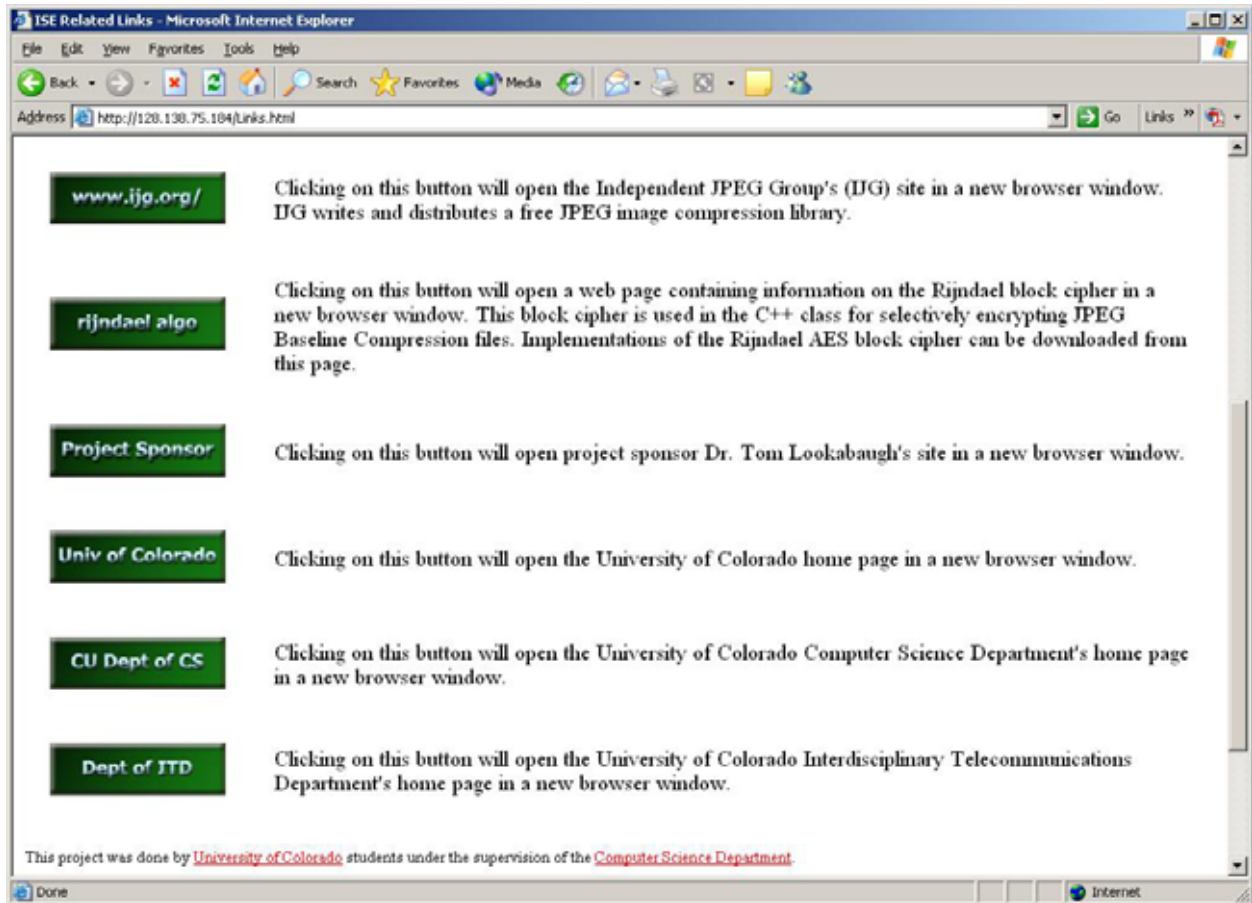 ISE Related Links - Microsoft Internet Explorer
File Edit View Favorites Tools Help
Back Search Favorites Media
Address http://128.138.75.184/Links.html Go Links »
www.ijg.org/
Clicking on this button will open the Independent JPEG Group's (IJG) site in a new browser window.
IJG writes and distributes a free JPEG image compression library.
rijndael algo
Clicking on this button will open a web page containing information on the Rijndael block cipher in a
new browser window. This block cipher is used in the C++ class for selectively encrypting JPEG
Baseline Compression files. Implementations of the Rijndael AES block cipher can be downloaded from
this page.
Project Sponsor
Clicking on this button will open project sponsor Dr. Tom Lookabaugh's site in a new browser window.
Univ of Colorado
Clicking on this button will open the University of Colorado home page in a new browser window.
CU Dept of CS
Clicking on this button will open the University of Colorado Computer Science Department's home page
in a new browser window.
Dept of ITD
Clicking on this button will open the University of Colorado Interdisciplinary Telecommunications
Department's home page in a new browser window.
This project was done by University of Colorado students under the supervision of the Computer Science Department.
Done Internet